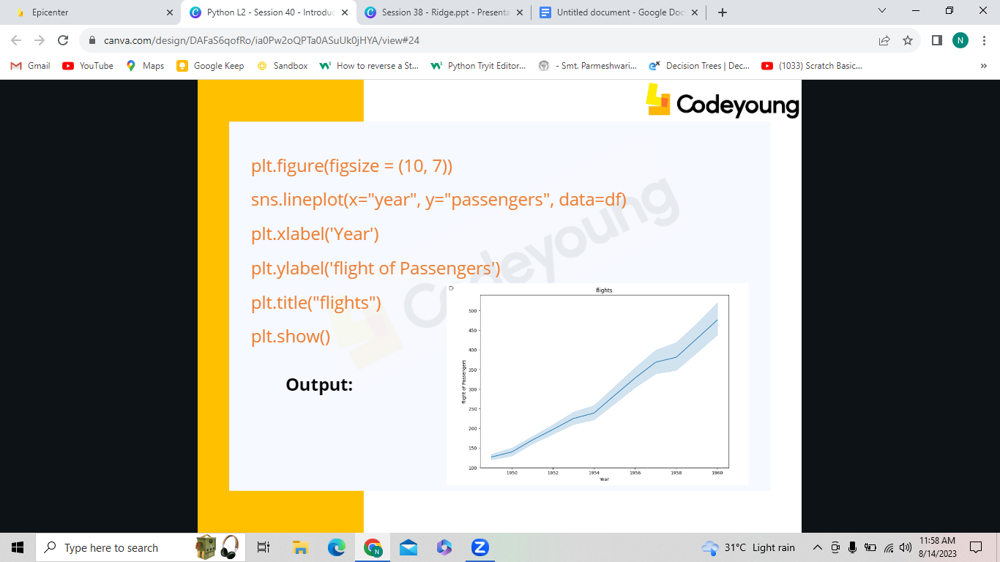 Epicenter
Python L2 - Session 40 - Introduc
Session 38 - Ridge.ppt - Presenta
Untitled document - Google Doc
canva.com/design/DAFaS6qofRo/ia0Pw2oQPTa0ASuUk0jHYA/view#24
N
Gmail
YouTube
Maps
Google Keep
Sandbox
How to reverse a St...
Python Tryit Editor...
- Smt. Parmeshwari...
Decision Trees | Dec...
(1033) Scratch Basic...
»
Codeyoung
plt.figure(figsize = (10, 7))
sns.lineplot(x="year", y="passengers", data=df)
plt.xlabel('Year')
plt.ylabel('flight of Passengers')
plt.title("flights")
plt.show()
Codeyoung
Output:
flights
500
450
400
350
300
250
200
150
100
flight of Passengers
1950 1952 1954 1956 1958 1960
Year
Type here to search
N
Z
31°C Light rain
11:58 AM
8/14/2023